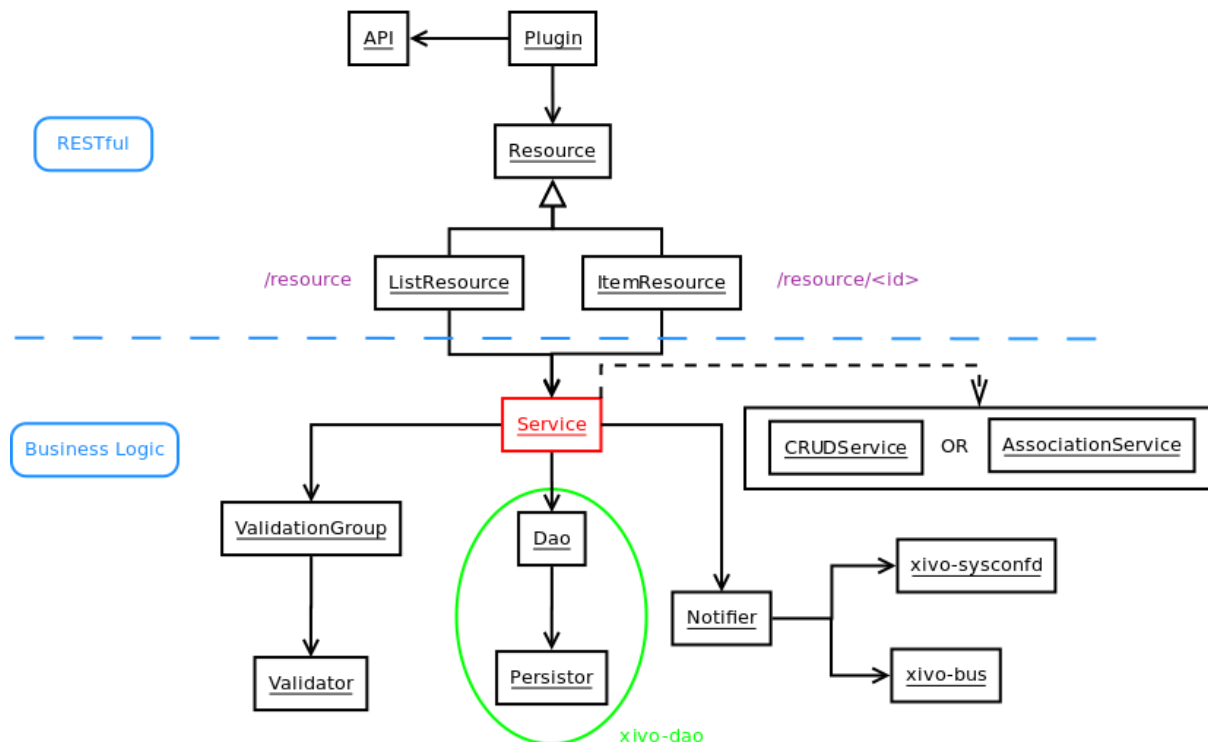 API
Plugin
RESTful
Resource
/resource
ListResource
ItemResource
/resource/<id>
Service
Business Logic
CRUDService
OR
AssociationService
ValidationGroup
Dao
xivo-sysconfd
Notifier
Validator
Persistor
xivo-bus
xivo-dao